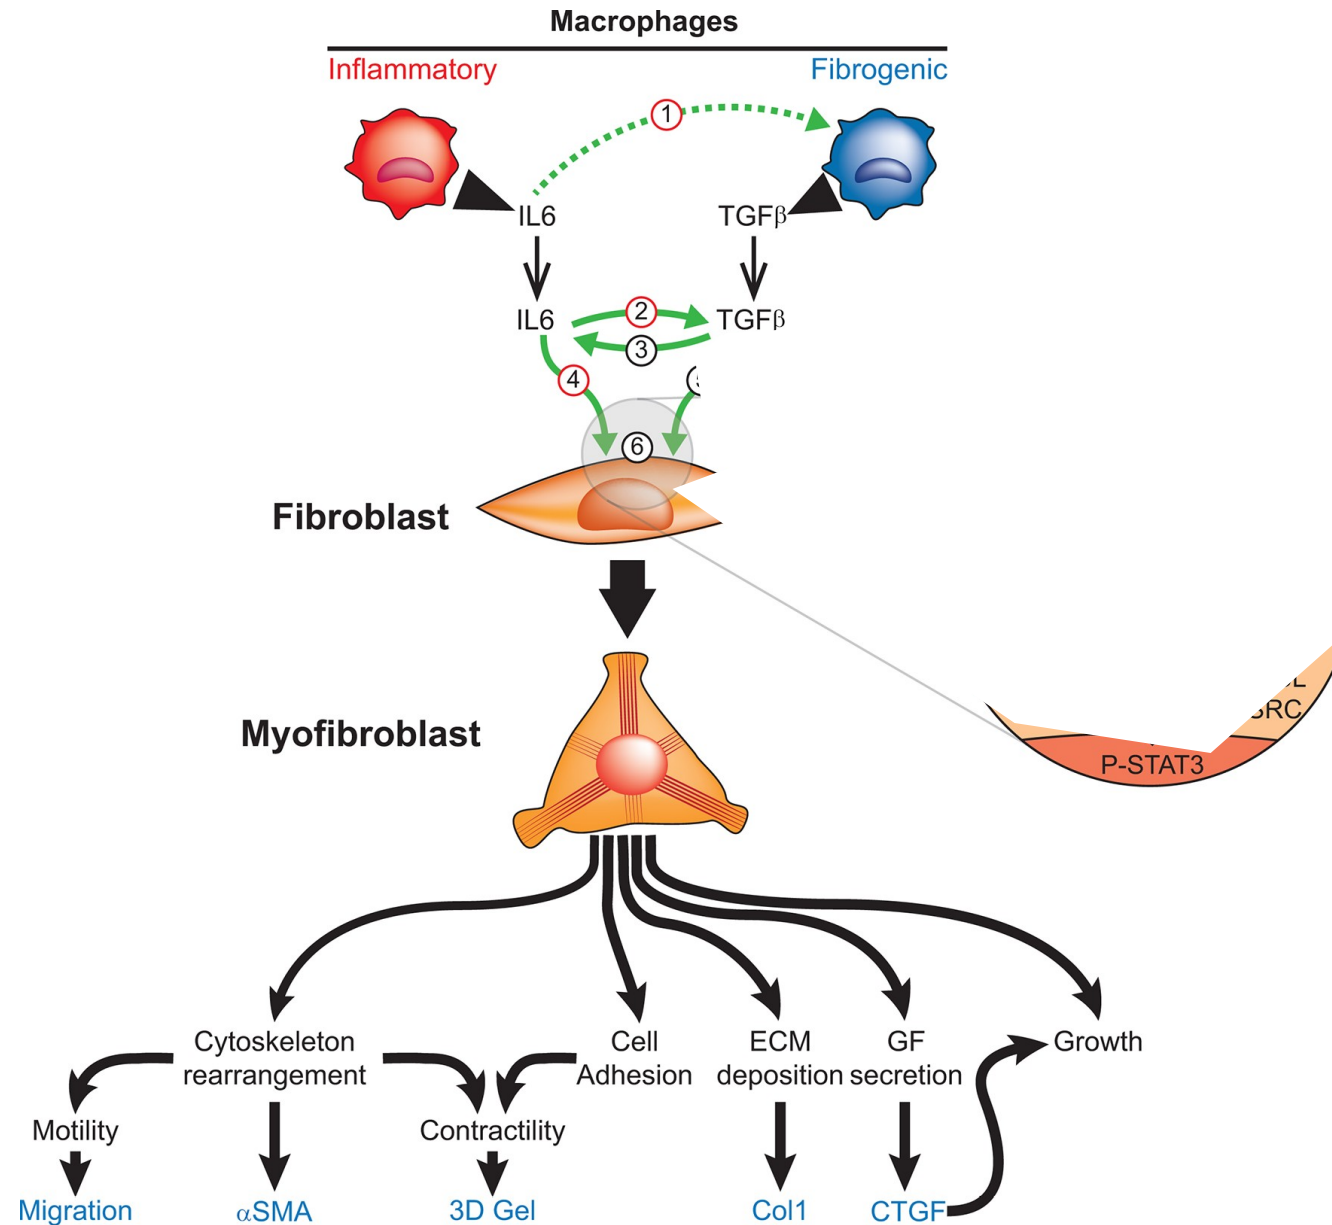 Macrophages
Inflammatory
Fibrogenic
1
IL6
TGFβ
IL6
2
TGFβ
3
4
6
Fibroblast
Myofibroblast
P-STAT3
Cytoskeleton
rearrangement
Cell
Adhesion
ECM
deposition
GF
secretion
Growth
Motility
Contractility
Migration
αSMA
3D Gel
Col1
CTGF